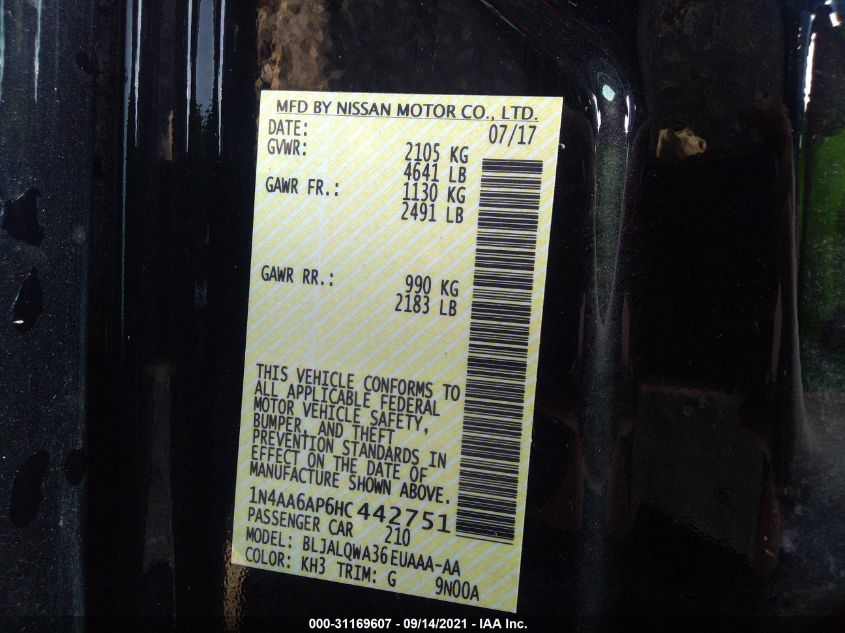 MFD BY NISSAN MOTOR CO., LTD.
DATE: 07/17
GVWR: 2105 KG
4641 LB
GAWR FR.: 1130 KG
2491 LB
GAWR RR.: 990 KG
2183 LB
THIS VEHICLE CONFORMS TO
ALL APPLICABLE FEDERAL
MOTOR VEHICLE SAFETY,
BUMPER, AND THEFT
PREVENTION STANDARDS IN
EFFECT ON THE DATE OF
MANUFACTURE SHOWN ABOVE.
1N4AA6AP6HC 442751
PASSENGER CAR 210
MODEL: BLJALQWA36EUAAA-AA
COLOR: KH3 TRIM: G 9N00A
000-31169607 - 09/14/2021 - IAA Inc.